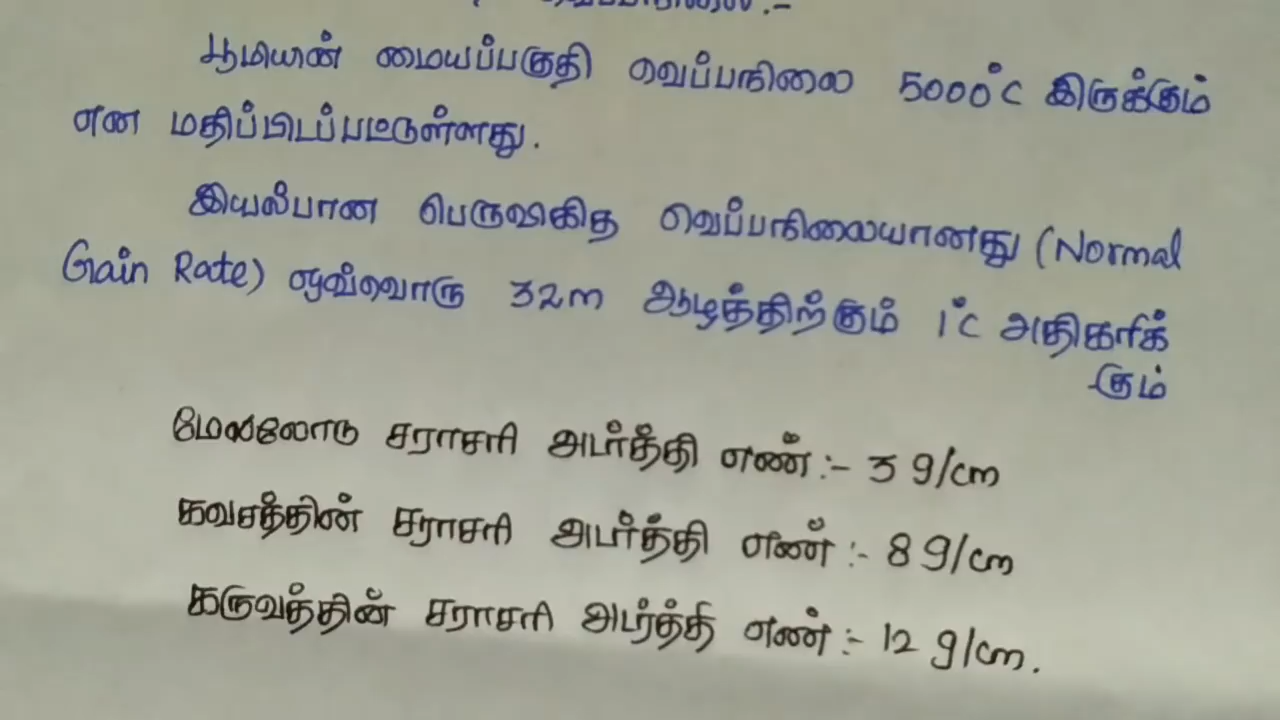 வெப்பநிலை :-
பூமியின் மையப்பகுதி வெப்பநிலை 5000°C இருக்கும்
என மதிப்பிடப்பட்டுள்ளது.
இயல்பான பெருவிகித வெப்பநிலையானது (Normal
Gain Rate) ஒவ்வொரு 32m ஆழத்திற்கும் 1°C அதிகரிக்
கும்
மேலோடு சராசரி அடர்த்தி எண் :- 3 g/cm
கவசத்தின் சராசரி அடர்த்தி எண் :- 8 g/cm
கருவத்தின் சராசரி அடர்த்தி எண் :- 12 g/cm.